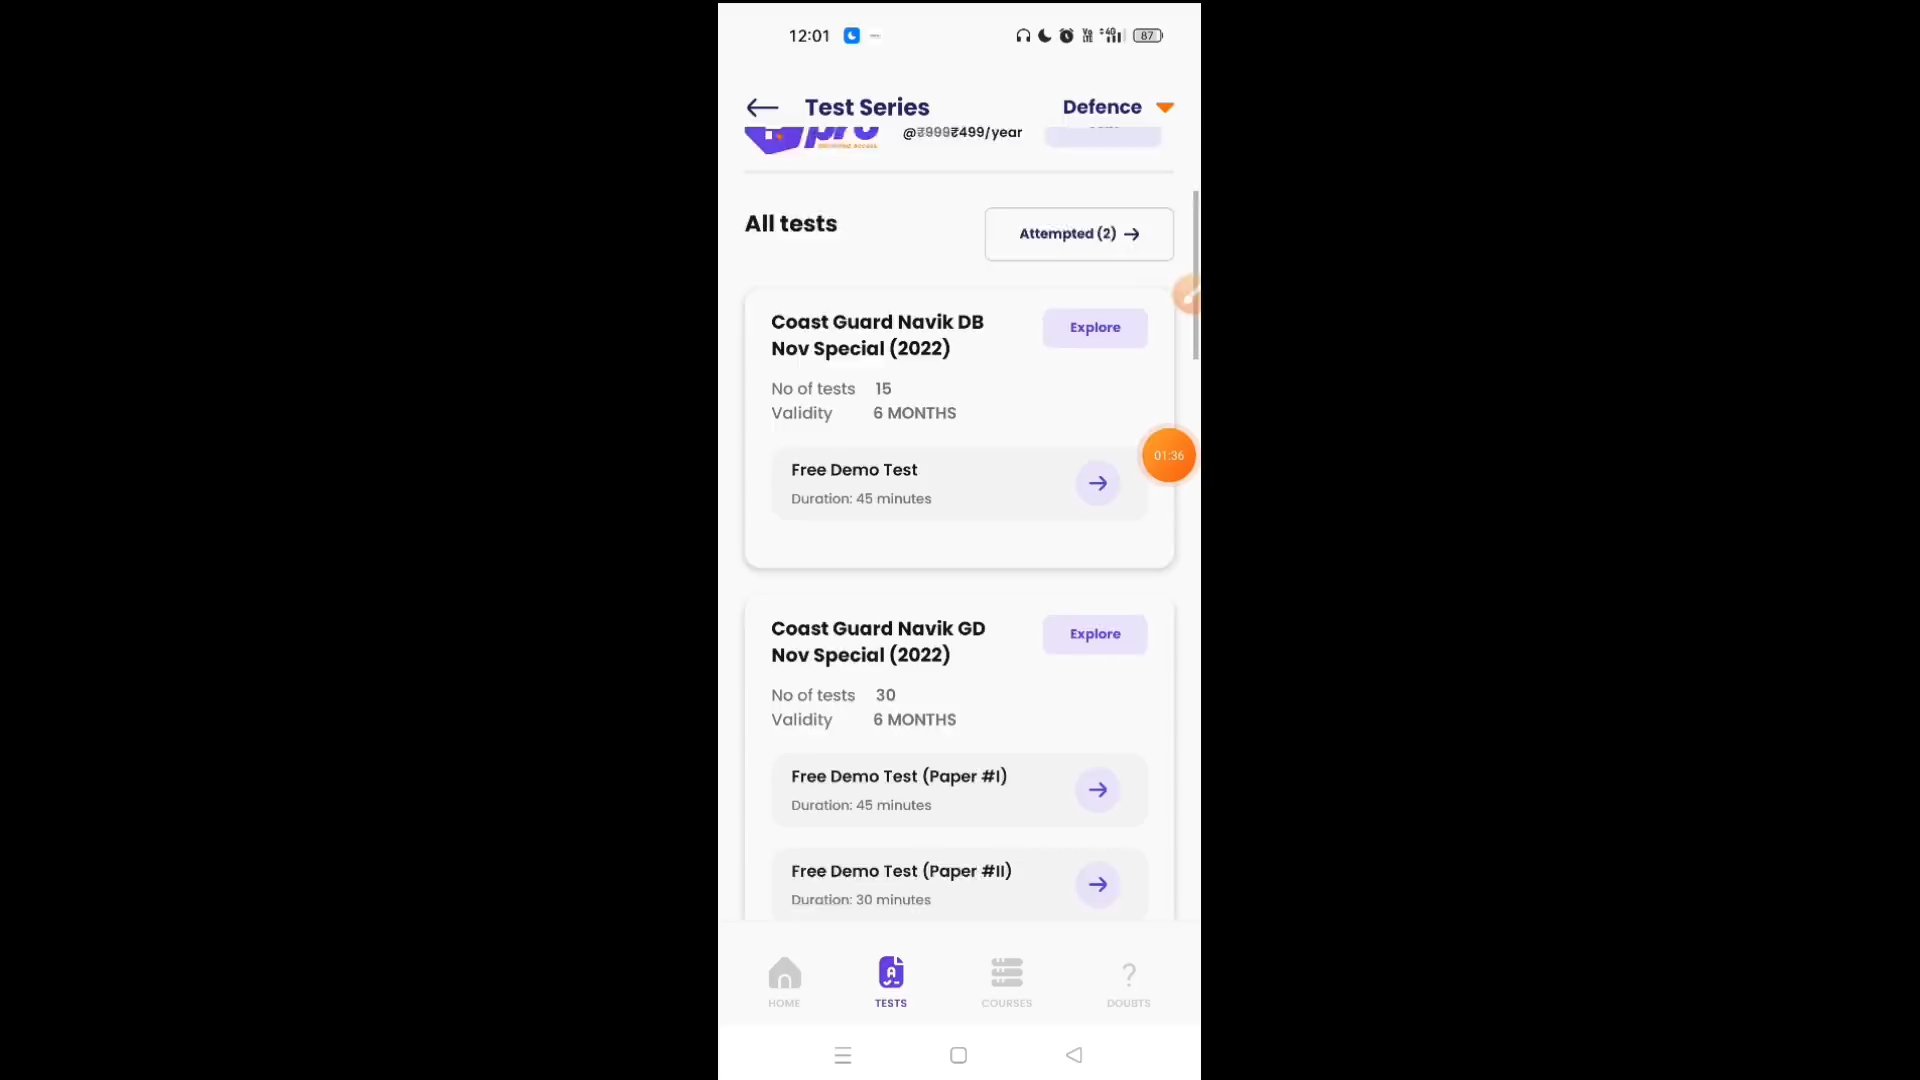 12:01
4G
87
Test Series
Defence
pro
@₹999₹499/year
All tests
Attempted (2)
Coast Guard Navik DB
Nov Special (2022)
Explore
No of tests 15
Validity 6 MONTHS
01:36
Free Demo Test
Duration: 45 minutes
Coast Guard Navik GD
Nov Special (2022)
Explore
No of tests 30
Validity 6 MONTHS
Free Demo Test (Paper #I)
Duration: 45 minutes
Free Demo Test (Paper #II)
Duration: 30 minutes
HOME
TESTS
COURSES
DOUBTS